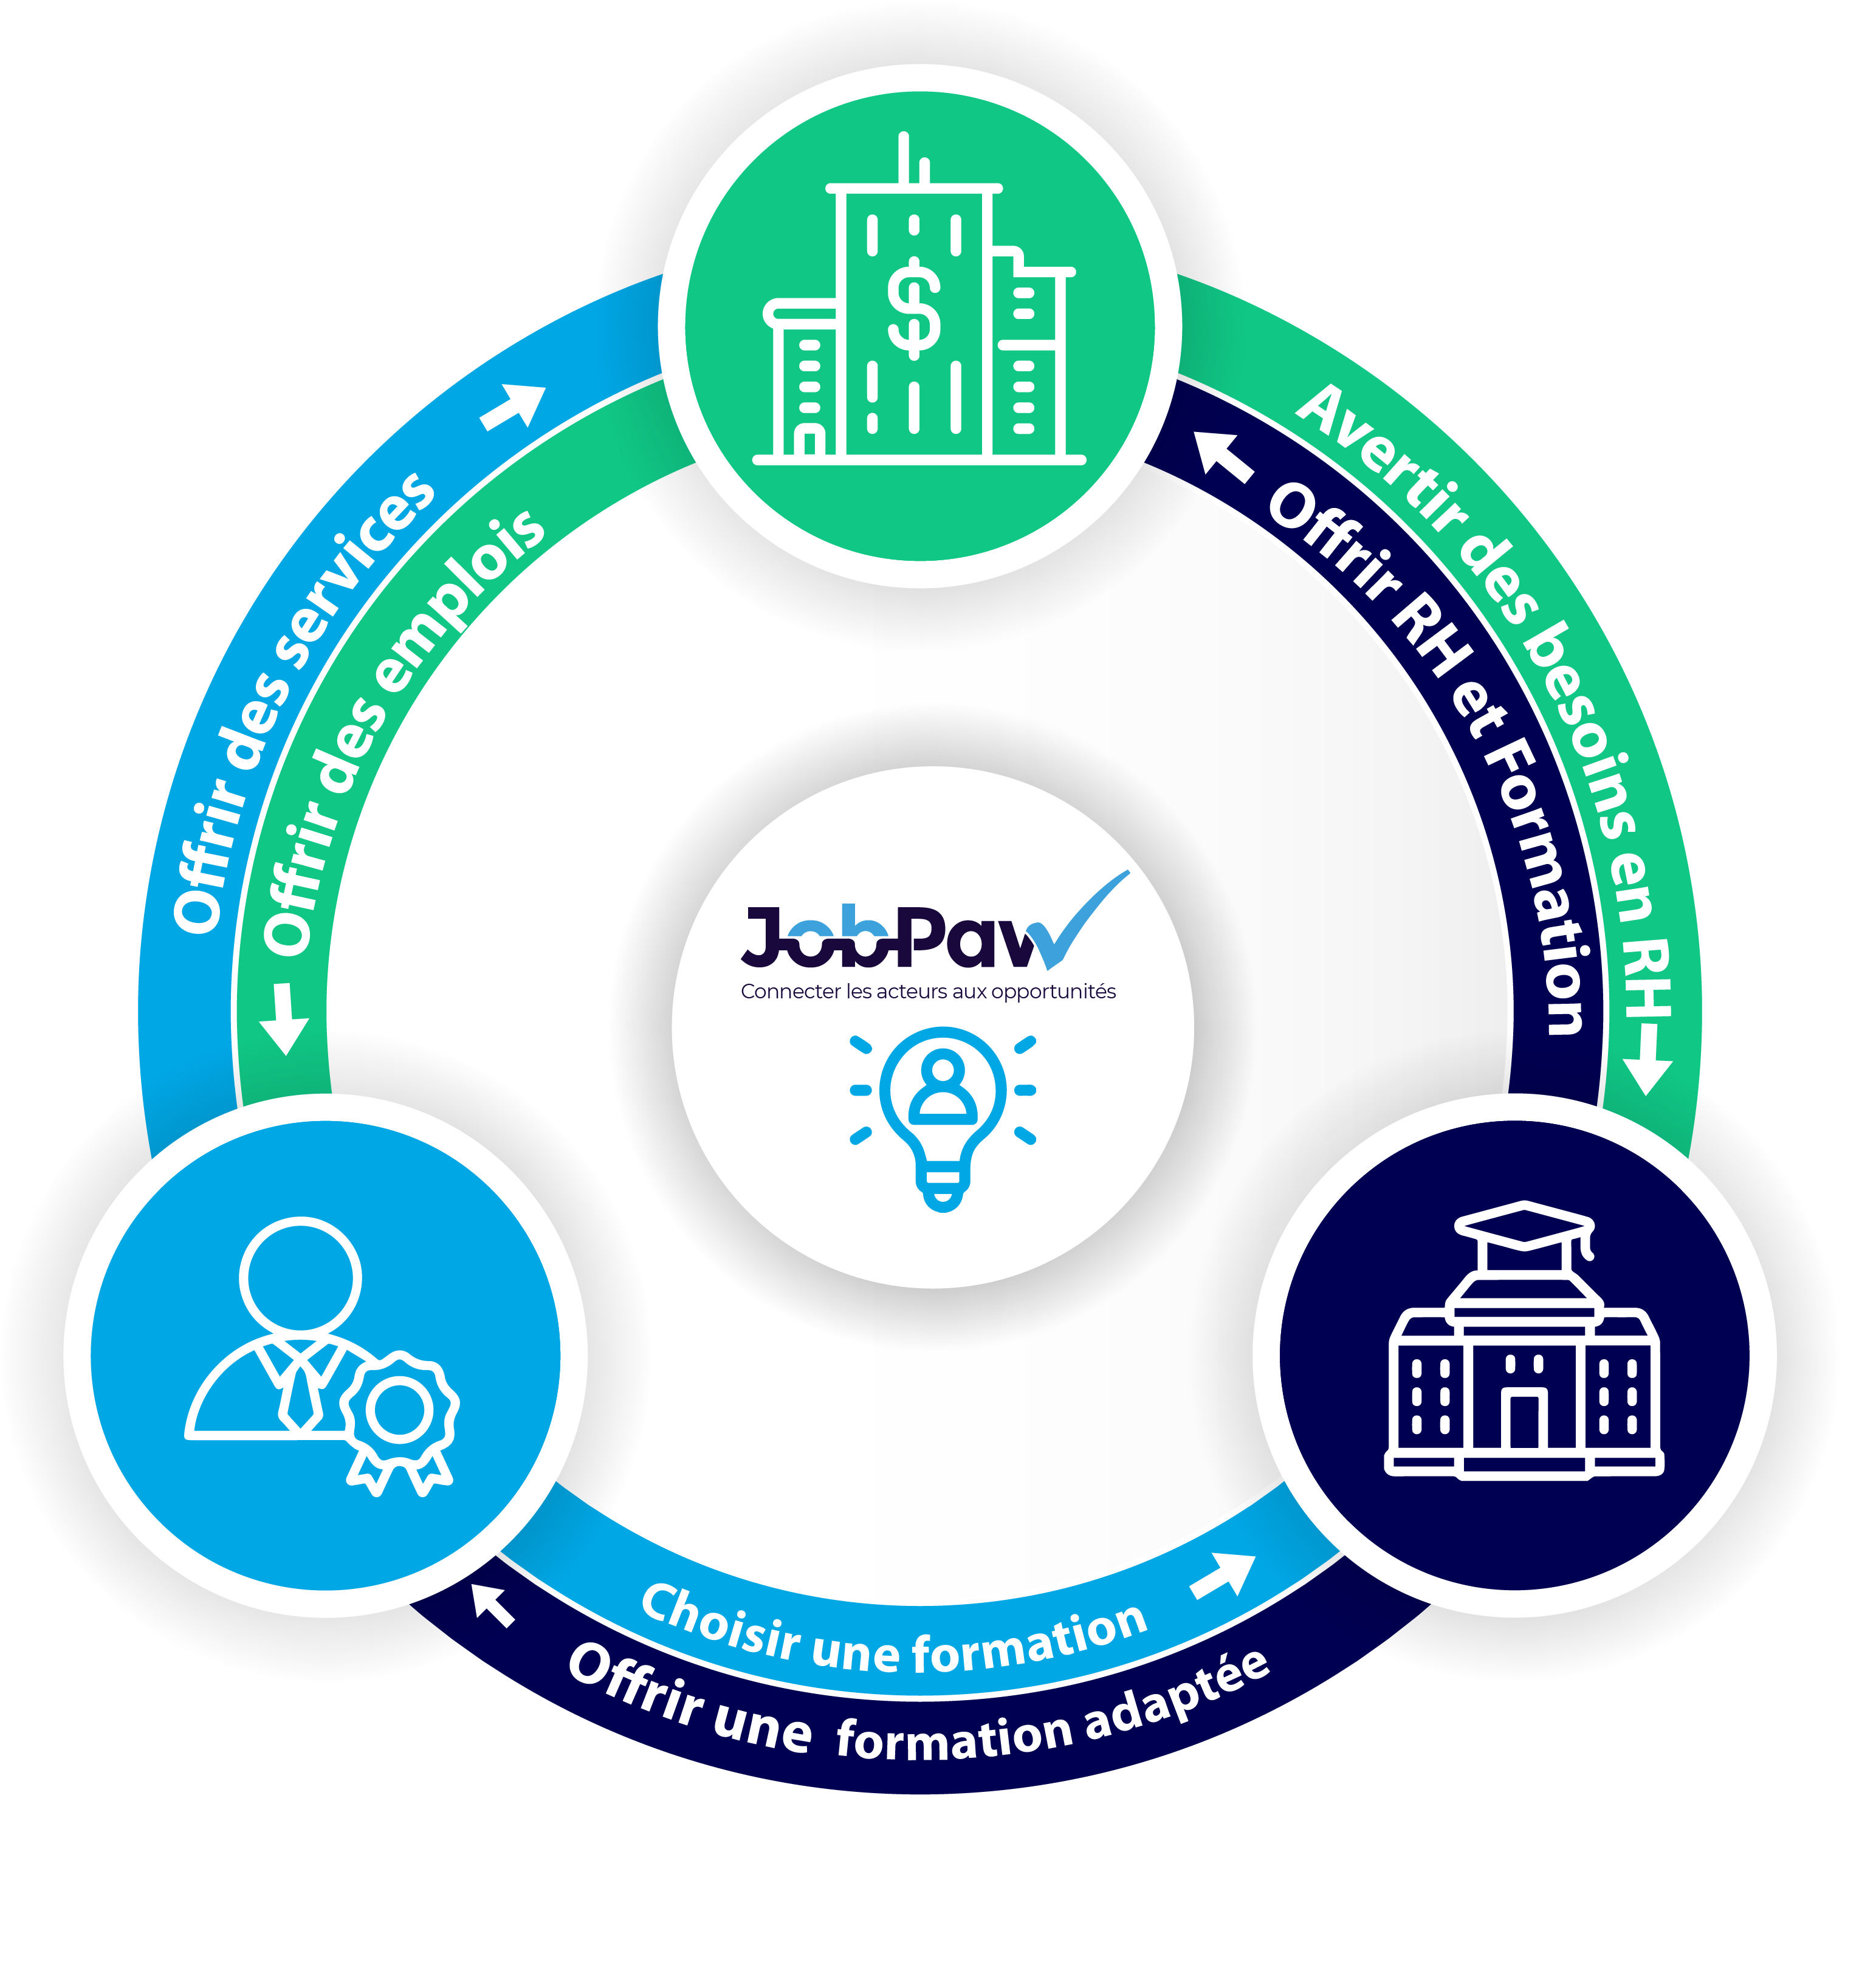 Offrir des services
Offrir des emplois
Avertir des besoins en RH
Offrir RH et Formation
JobPaw
Connecter les acteurs aux opportunités
$
Choisir une formation
Offrir une formation adaptée